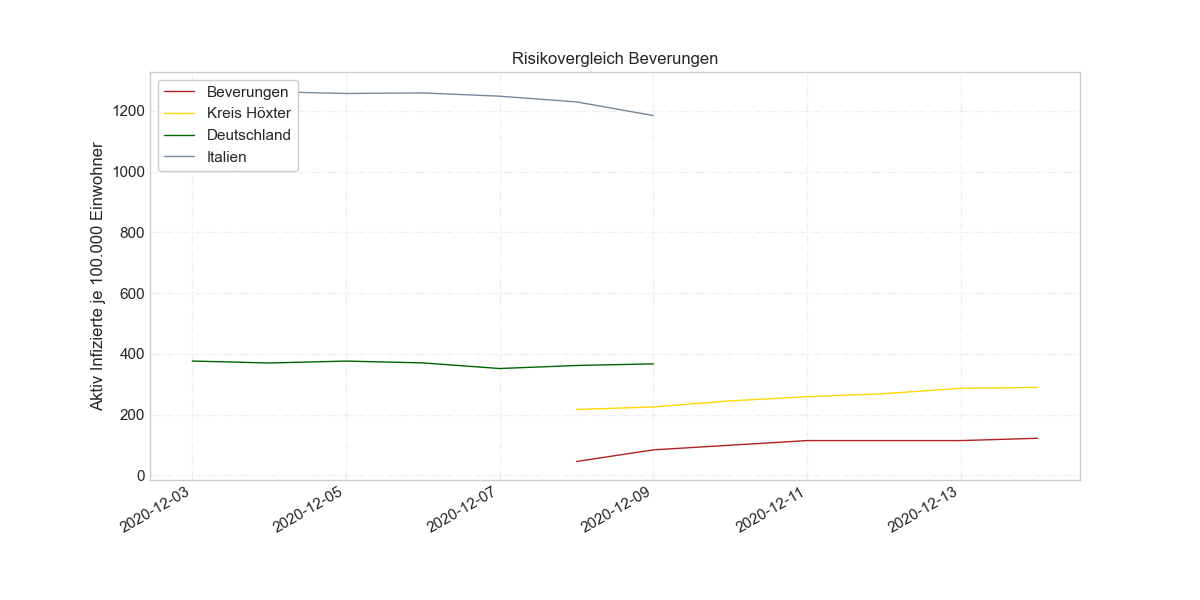 Risikovergleich Beverungen
Beverungen
Kreis Höxter
Deutschland
Italien
Aktiv Infizierte je 100.000 Einwohner
1200
1000
800
600
400
200
0
2020-12-03
2020-12-05
2020-12-07
2020-12-09
2020-12-11
2020-12-13